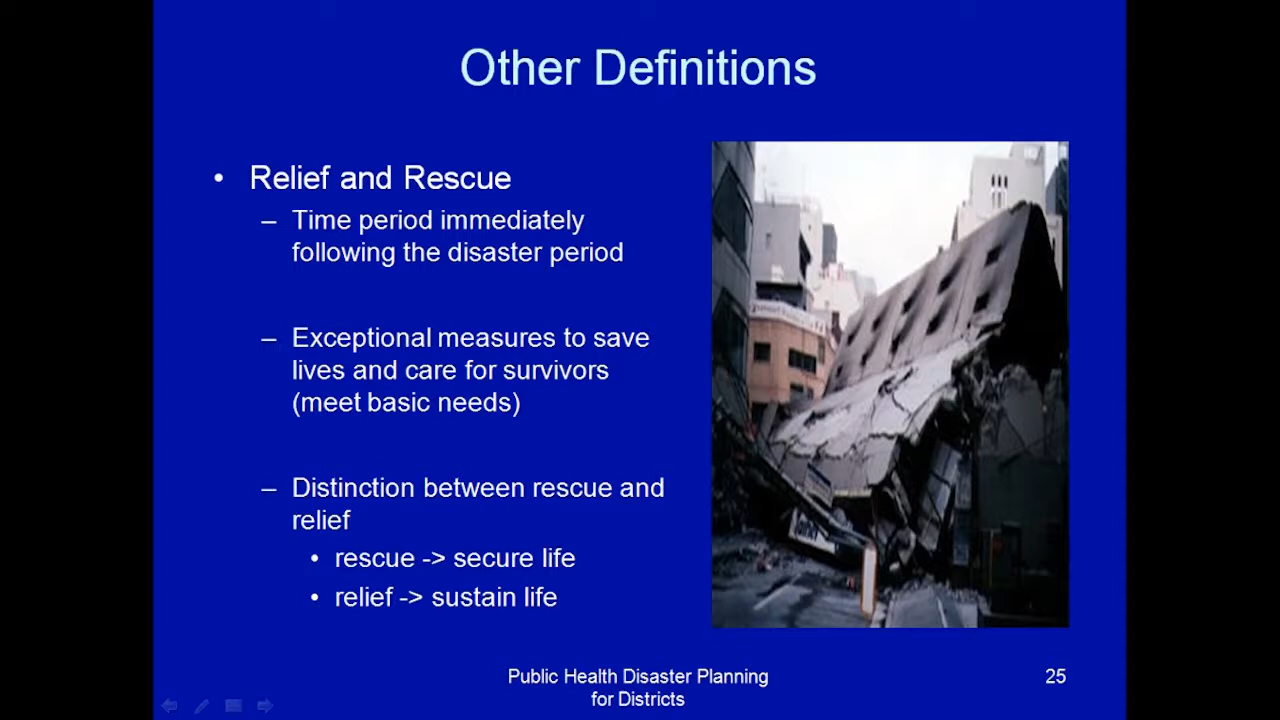 Other Definitions
• Relief and Rescue
– Time period immediately
following the disaster period
– Exceptional measures to save
lives and care for survivors
(meet basic needs)
– Distinction between rescue and
relief
• rescue -> secure life
• relief -> sustain life
Public Health Disaster Planning
for Districts
25